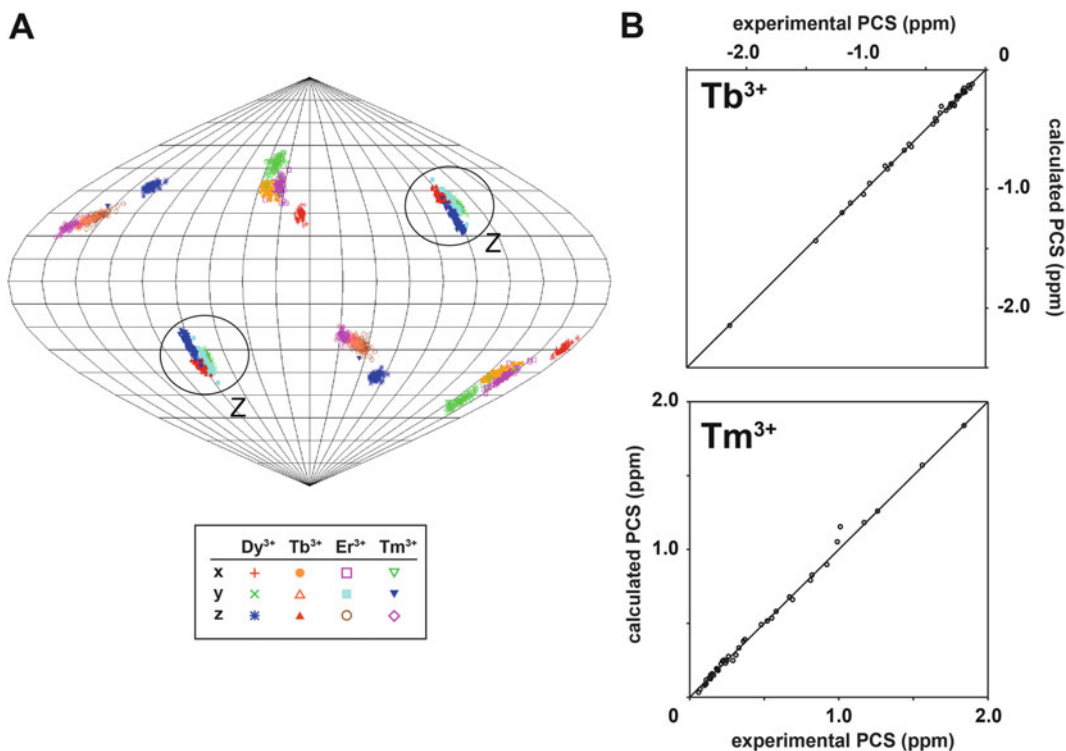 A
Z
Z
Dy3+ Tb3+ Er3+ Tm3+
x
y
z
B
experimental PCS (ppm)
-2.0 -1.0 0
Tb3+
calculated PCS (ppm)
-1.0
-2.0
2.0
Tm3+
calculated PCS (ppm)
1.0
0 1.0 2.0
experimental PCS (ppm)